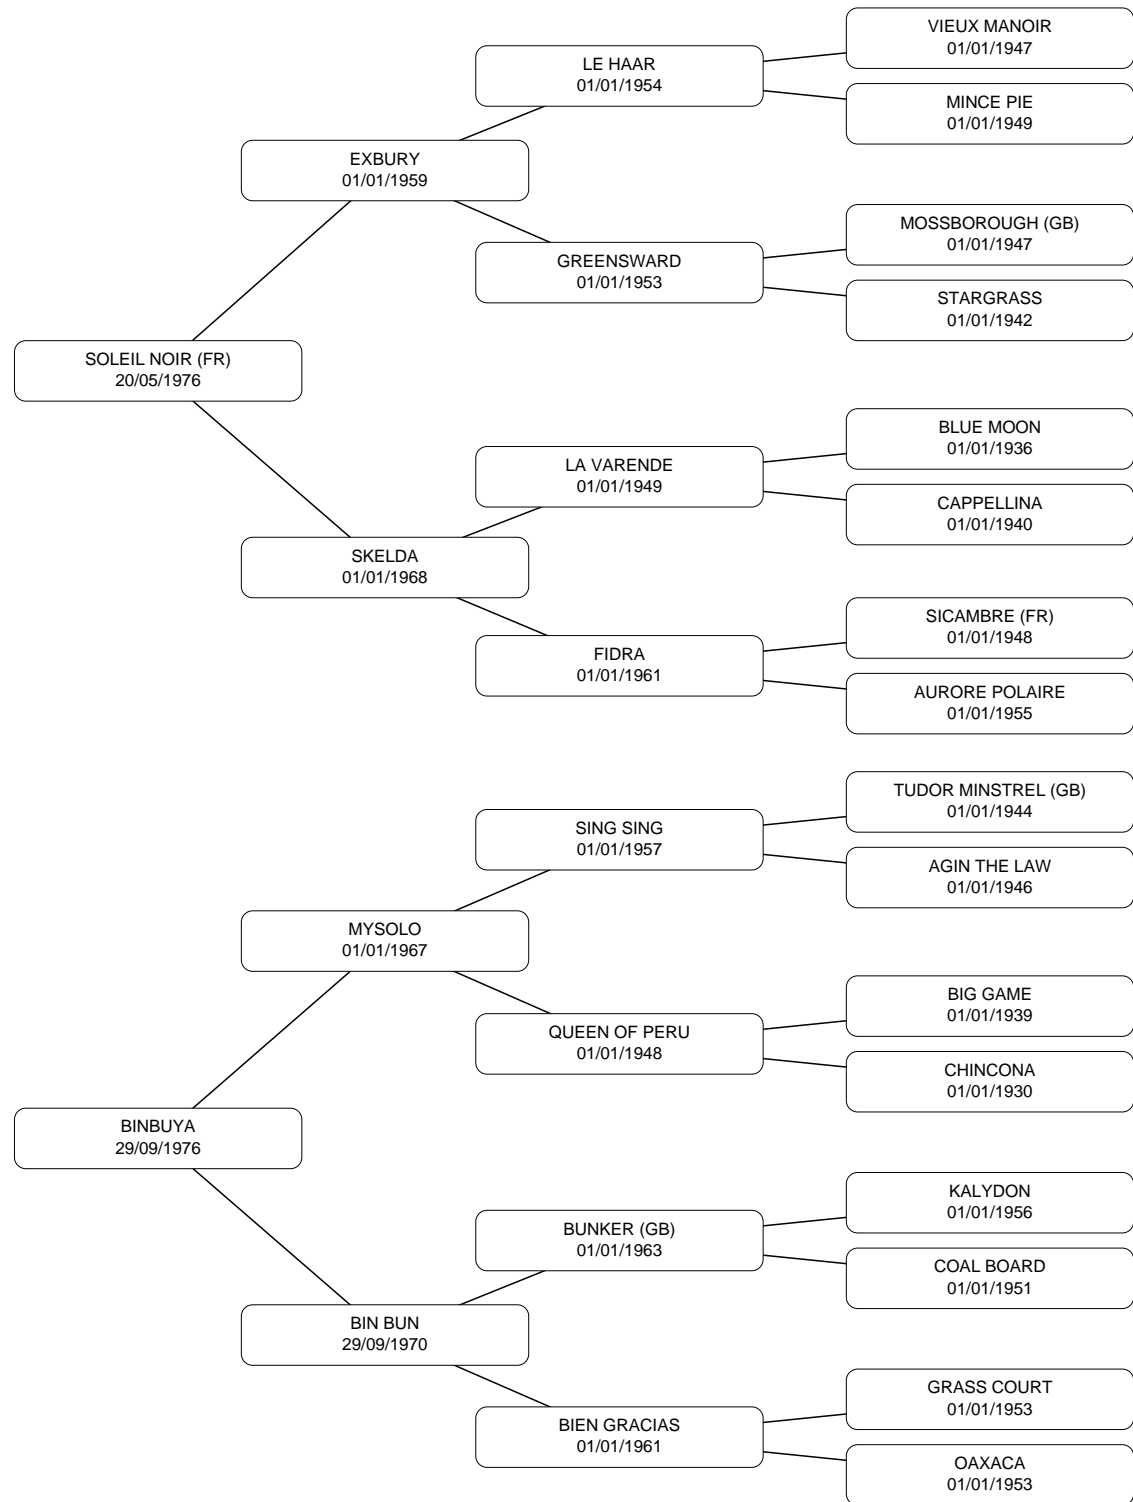 VIEUX MANOIR
01/01/1947
LE HAAR
01/01/1954
MINCE PIE
01/01/1949
EXBURY
01/01/1959
MOSSBOROUGH (GB)
01/01/1947
GREENSWARD
01/01/1953
STARGRASS
01/01/1942
SOLEIL NOIR (FR)
20/05/1976
BLUE MOON
01/01/1936
LA VARENDE
01/01/1949
CAPPELLINA
01/01/1940
SKELDA
01/01/1968
SICAMBRE (FR)
01/01/1948
FIDRA
01/01/1961
AURORE POLAIRE
01/01/1955
TUDOR MINSTREL (GB)
01/01/1944
SING SING
01/01/1957
AGIN THE LAW
01/01/1946
MYSOLO
01/01/1967
BIG GAME
01/01/1939
QUEEN OF PERU
01/01/1948
CHINCONA
01/01/1930
BINBUYA
29/09/1976
KALYDON
01/01/1956
BUNKER (GB)
01/01/1963
COAL BOARD
01/01/1951
BIN BUN
29/09/1970
GRASS COURT
01/01/1953
BIEN GRACIAS
01/01/1961
OAXACA
01/01/1953